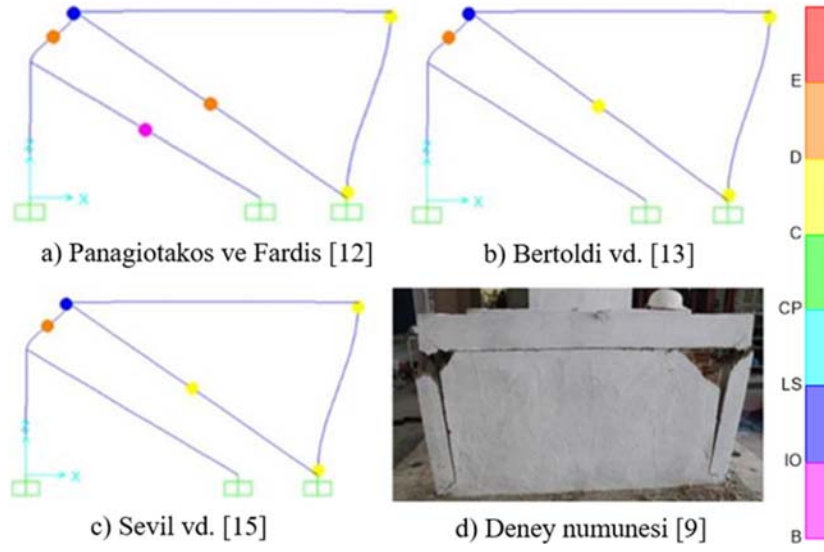 a) Panagiotakos ve Fardis [12]
b) Bertoldi vd. [13]
c) Sevil vd. [15]
d) Deney numunesi [9]
X
X
X
E
D
C
CP
LS
IO
B